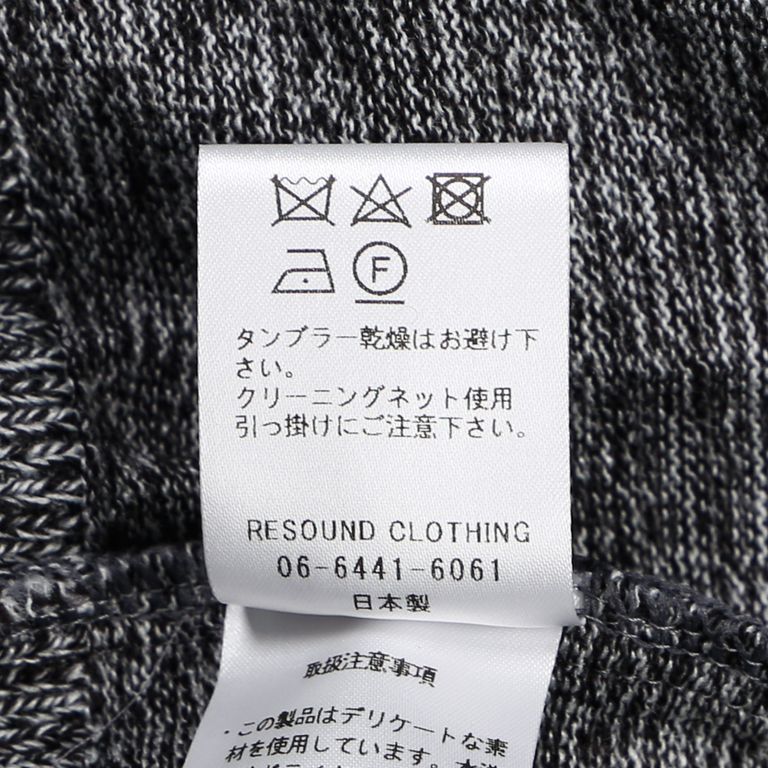 F
タンブラー乾燥はお避け下
さい。
クリーニングネット使用
引っ掛けにご注意下さい。
RESOUND CLOTHING
06-6441-6061
日本製
取扱注意事項
・この製品はデリケートな素
材を使用しています。